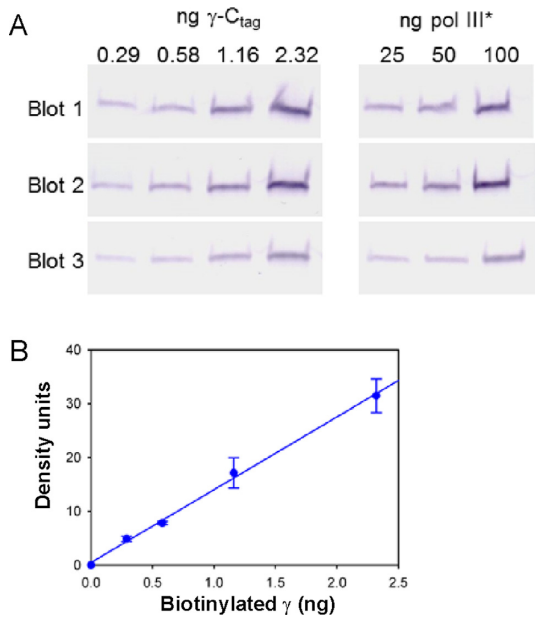 A
ng γ-Ctag
ng pol III*
0.29 0.58 1.16 2.32
25 50 100
Blot 1
Blot 2
Blot 3
B
Density units
40
30
20
10
0
0.0 0.5 1.0 1.5 2.0 2.5
Biotinylated γ (ng)